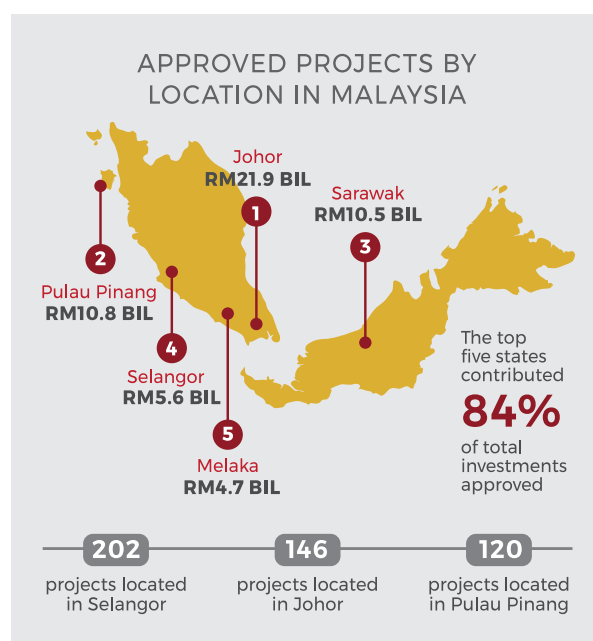 APPROVED PROJECTS BY
LOCATION IN MALAYSIA
Johor
RM21.9 BIL
1
Sarawak
RM10.5 BIL
3
2
Pulau Pinang
RM10.8 BIL
4
Selangor
RM5.6 BIL
5
Melaka
RM4.7 BIL
The top
five states
contributed
84%
of total
investments
approved
202
projects located
in Selangor
146
projects located
in Johor
120
projects located
in Pulau Pinang